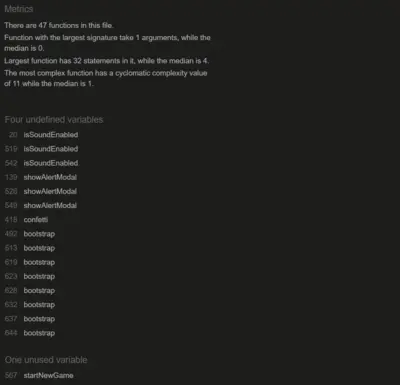 Metrics
There are 47 functions in this file.
Function with the largest signature take 1 arguments, while the
median is 0.
Largest function has 32 statements in it, while the median is 4.
The most complex function has a cyclomatic complexity value
of 11 while the median is 1.
Four undefined variables
20 isSoundEnabled
519 isSoundEnabled
542 isSoundEnabled
139 showAlertModal
526 showAlertModal
549 showAlertModal
418 confetti
492 bootstrap
613 bootstrap
619 bootstrap
623 bootstrap
628 bootstrap
632 bootstrap
637 bootstrap
644 bootstrap
One unused variable
567 startNewGame